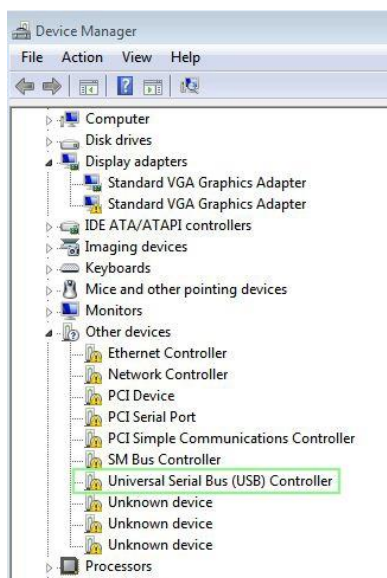 Device Manager
File Action View Help
Computer
Disk drives
Display adapters
Standard VGA Graphics Adapter
Standard VGA Graphics Adapter
IDE ATA/ATAPI controllers
Imaging devices
Keyboards
Mice and other pointing devices
Monitors
Other devices
Ethernet Controller
Network Controller
PCI Device
PCI Serial Port
PCI Simple Communications Controller
SM Bus Controller
Universal Serial Bus (USB) Controller
Unknown device
Unknown device
Unknown device
Processors